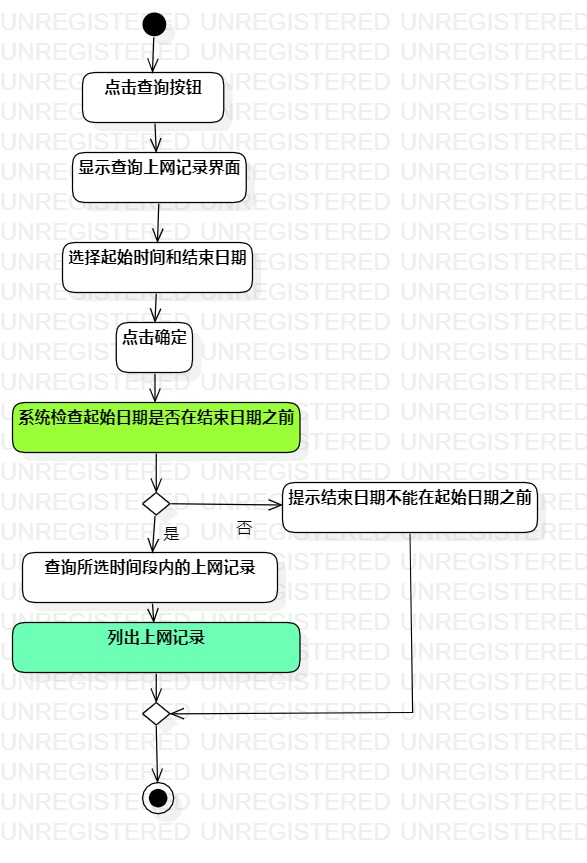 点击查询按钮
显示查询上网记录界面
选择起始时间和结束日期
点击确定
系统检查起始日期是否在结束日期之前
提示结束日期不能在起始日期之前
是
否
查询所选时间段内的上网记录
列出上网记录
UNREGISTERED